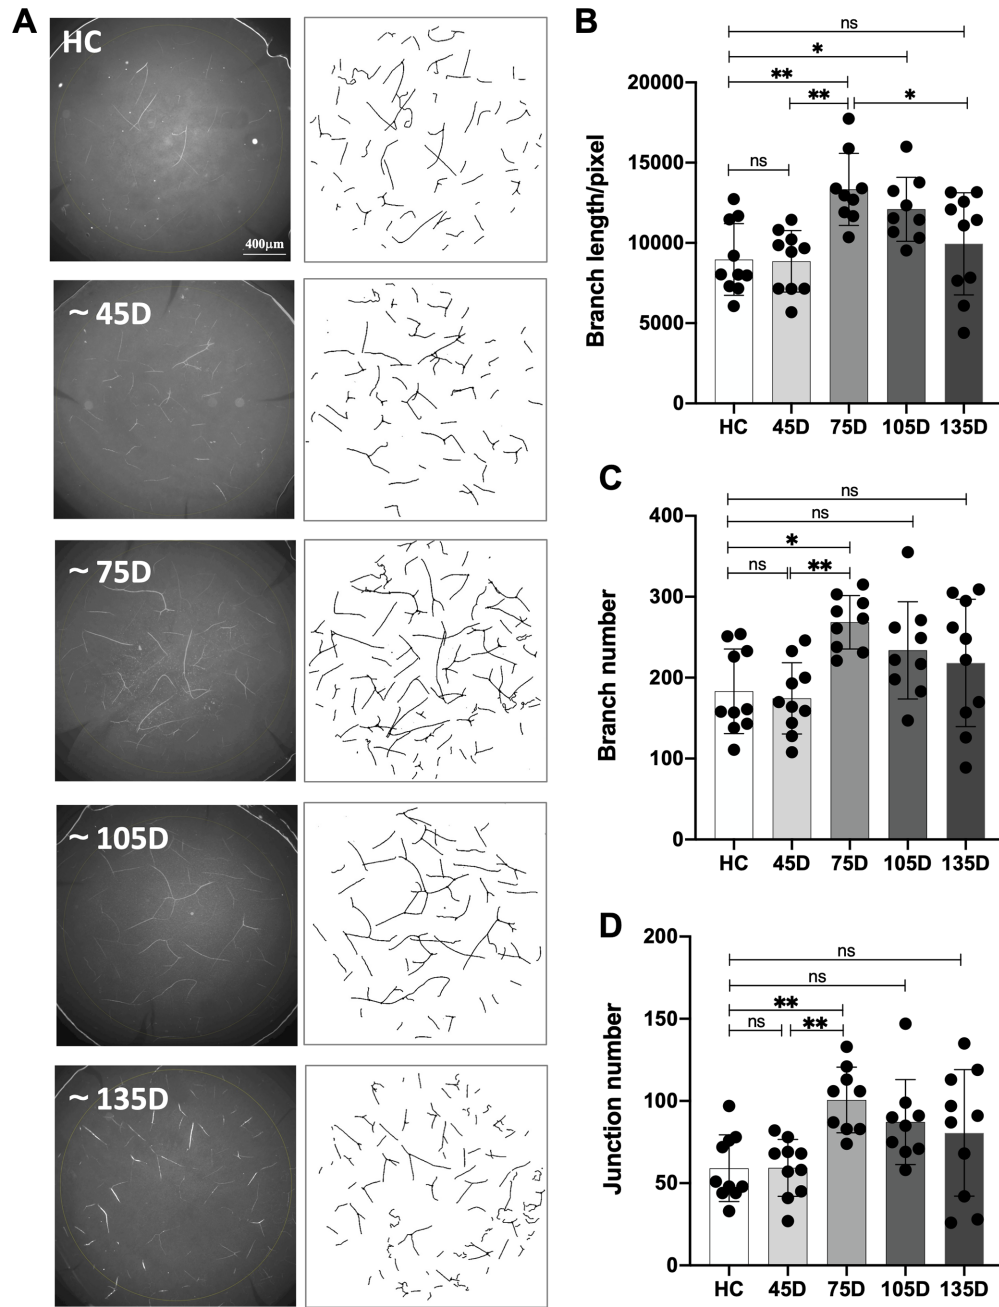 A
HC
400μm
~ 45D
~ 75D
~ 105D
~ 135D
B
ns
*
**
**
*
ns
20000
15000
10000
5000
0
Branch length/pixel
HC 45D 75D 105D 135D
C
ns
ns
*
ns
**
400
300
200
100
0
Branch number
HC 45D 75D 105D 135D
D
ns
ns
**
ns
**
200
150
100
50
0
Junction number
HC 45D 75D 105D 135D